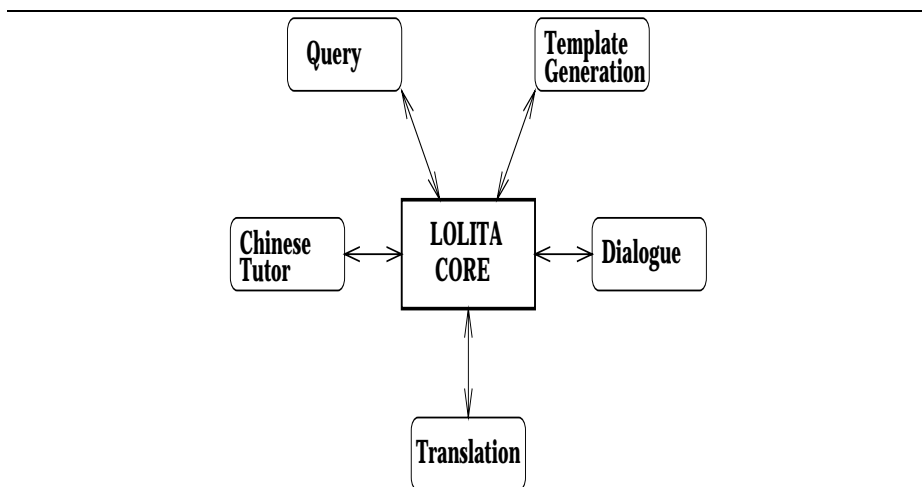 Query
Template
Generation
Chinese
Tutor
LOLITA
CORE
Dialogue
Translation